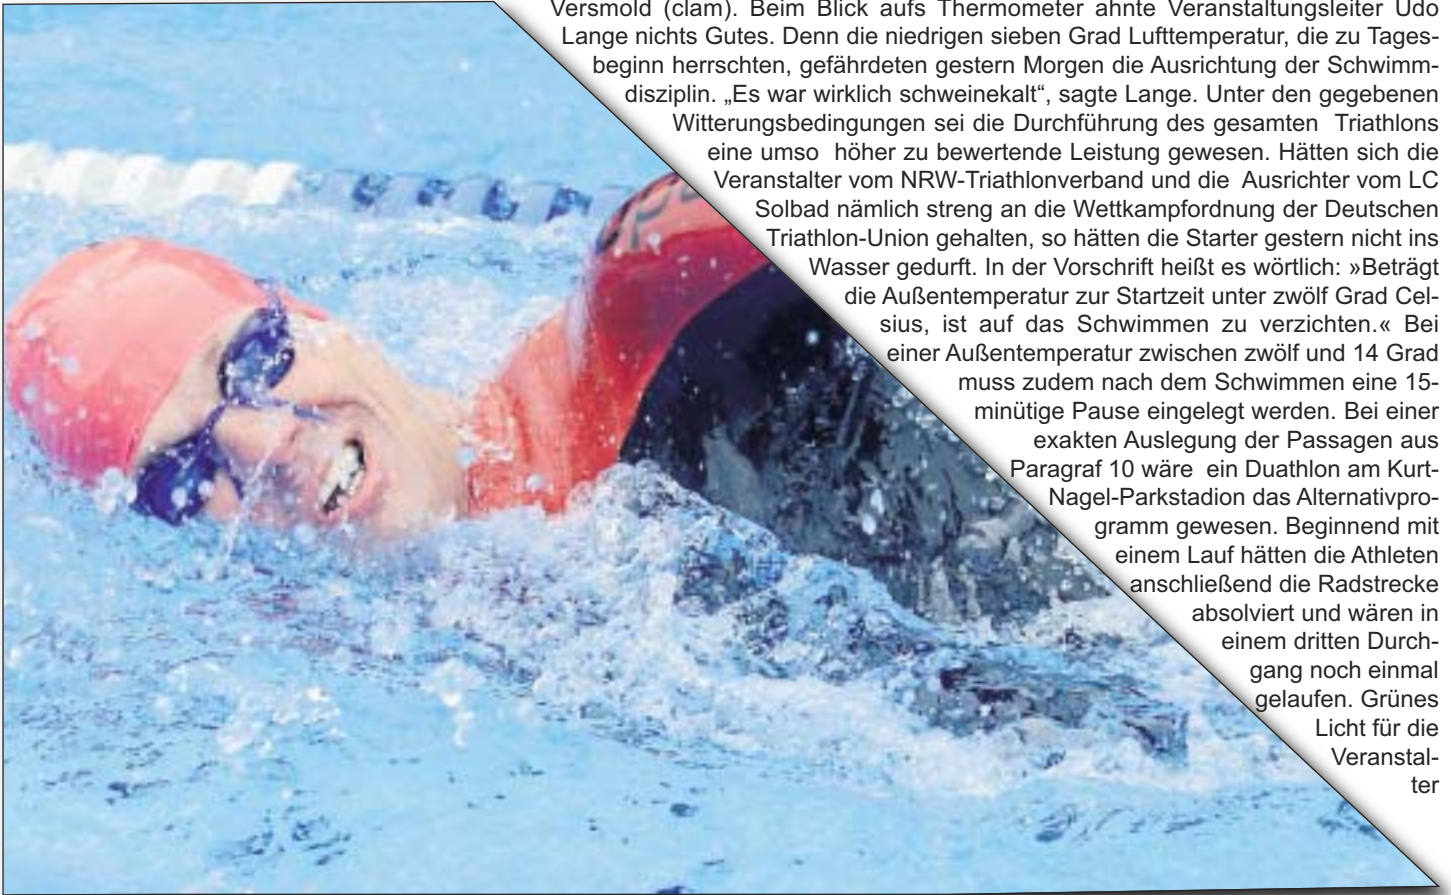 Versmold (clam). Beim Blick aufs Thermometer ahnte Veranstaltungsleiter Udo
Lange nichts Gutes. Denn die niedrigen sieben Grad Lufttemperatur, die zu Tages-
beginn herrschten, gefährdeten gestern Morgen die Ausrichtung der Schwimm-
disziplin. „Es war wirklich schweinekalt“, sagte Lange. Unter den gegebenen
Witterungsbedingungen sei die Durchführung des gesamten Triathlons
eine umso höher zu bewertende Leistung gewesen. Hätten sich die
Veranstalter vom NRW-Triathlonverband und die Ausrichter vom LC
Solbad nämlich streng an die Wettkampfordnung der Deutschen
Triathlon-Union gehalten, so hätten die Starter gestern nicht ins
Wasser gedurft. In der Vorschrift heißt es wörtlich: »Beträgt
die Außentemperatur zur Startzeit unter zwölf Grad Cel-
sius, ist auf das Schwimmen zu verzichten.« Bei
einer Außentemperatur zwischen zwölf und 14 Grad
muss zudem nach dem Schwimmen eine 15-
minütige Pause eingelegt werden. Bei einer
exakten Auslegung der Passagen aus
Paragraf 10 wäre ein Duathlon am Kurt-
Nagel-Parkstadion das Alternativpro-
gramm gewesen. Beginnend mit
einem Lauf hätten die Athleten
anschließend die Radstrecke
absolviert und wären in
einem dritten Durch-
gang noch einmal
gelaufen. Grünes
Licht für die
Veranstal-
ter